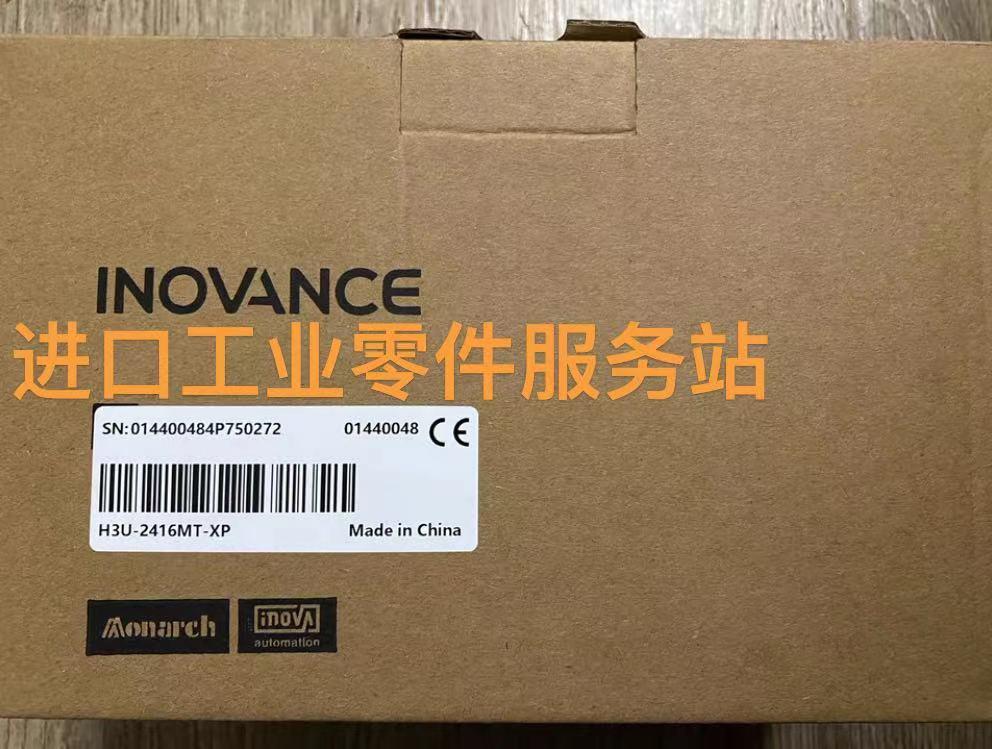 INOVANCE
进口工业零件服务站
SN:014400484P750272 01440048 CE
H3U-2416MT-XP Made in China
Monarch inovA
automation